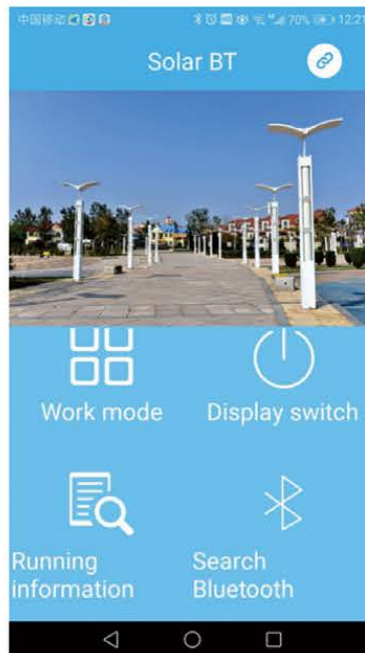 中国移动
70%
12:21
Solar BT
Work mode
Display switch
Running
information
Search
Bluetooth